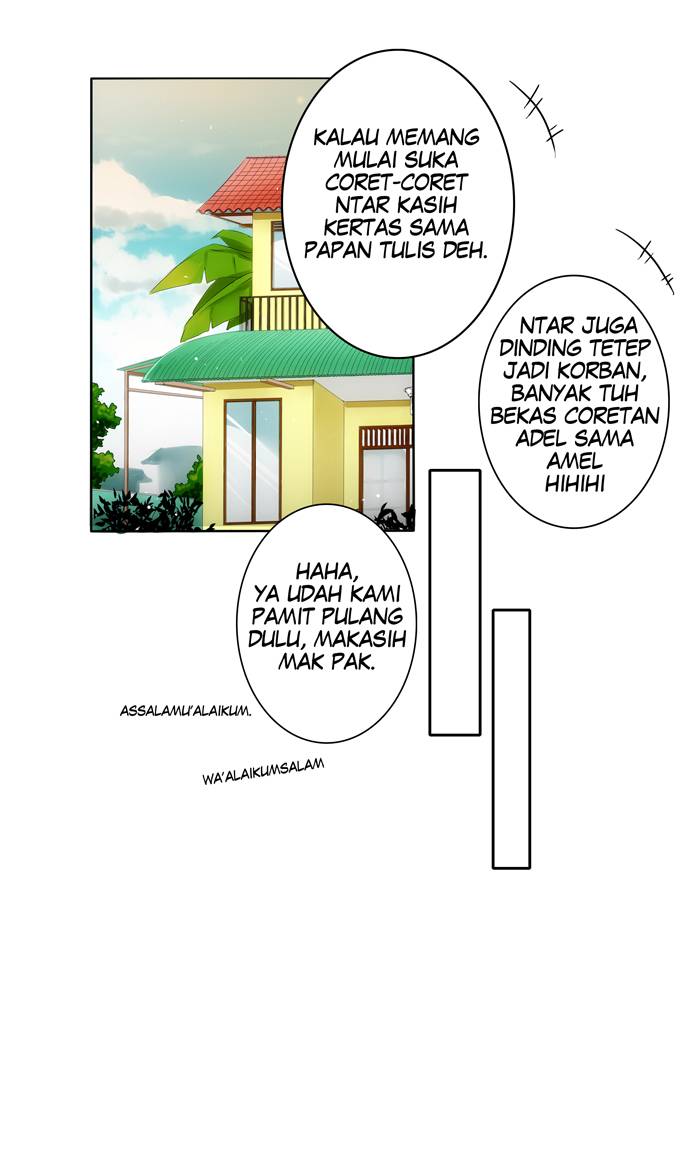 KALAU MEMANG
MULAI SUKA
CORET-CORET
NTAR KASIH
KERTAS SAMA
PAPAN TULIS DEH.
NTAR JUGA
DINDING TETEP
JADI KORBAN,
BANYAK TUH
BEKAS CORETAN
ADEL SAMA
AMEL
HIHIHI
HAHA,
YA UDAH KAMI
PAMIT PULANG
DULU, MAKASIH
MAK PAK.
ASSALAMU'ALAIKUM.
WA'ALAIKUMSALAM